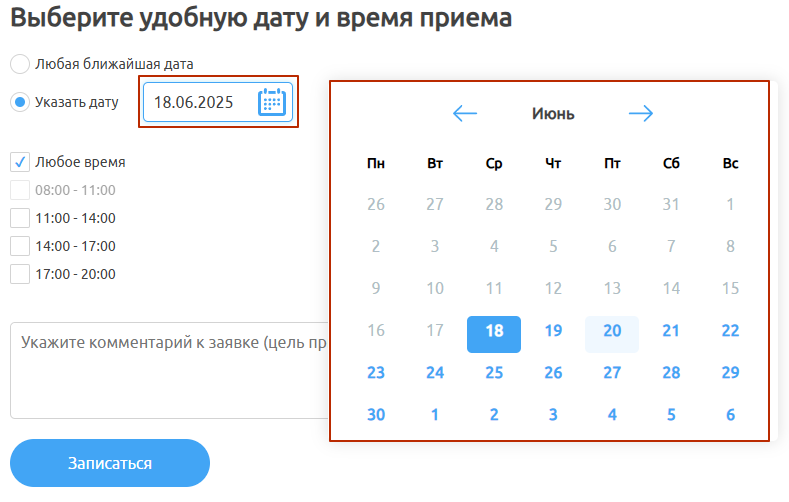 Выберите удобную дату и время приема
Любая ближайшая дата
Указать дату
18.06.2025
Любое время
08:00 - 11:00
11:00 - 14:00
14:00 - 17:00
17:00 - 20:00
Укажите комментарий к заявке (цель пр
Записаться
Июнь
Пн Вт Ср Чт Пт Сб Вс
26 27 28 29 30 31 1
2 3 4 5 6 7 8
9 10 11 12 13 14 15
16 17 18 19 20 21 22
23 24 25 26 27 28 29
30 1 2 3 4 5 6